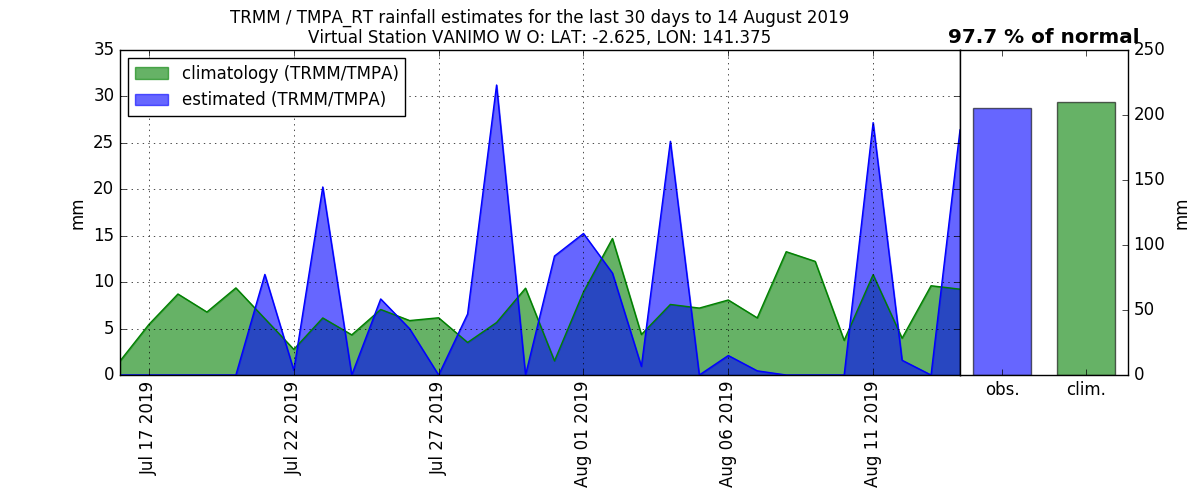 TRMM / TMPA_RT rainfall estimates for the last 30 days to 14 August 2019
Virtual Station VANIMO W O: LAT: -2.625, LON: 141.375
97.7 % of normal
climatology (TRMM/TMPA)
estimated (TRMM/TMPA)
mm
35
30
25
20
15
10
5
0
Jul 17 2019
Jul 22 2019
Jul 27 2019
Aug 01 2019
Aug 06 2019
Aug 11 2019
obs.
clim.
250
200
150
100
50
0
mm